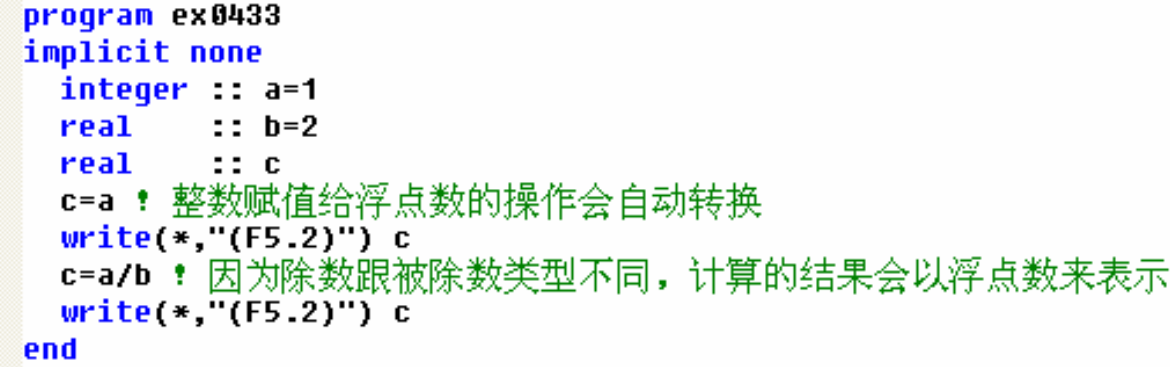 program ex0433
implicit none
  integer :: a=1
  real    :: b=2
  real    :: c
  c=a ! 整数赋值给浮点数的操作会自动转换
  write(*,"(F5.2)") c
  c=a/b ! 因为除数跟被除数类型不同，计算的结果会以浮点数来表示
  write(*,"(F5.2)") c
end